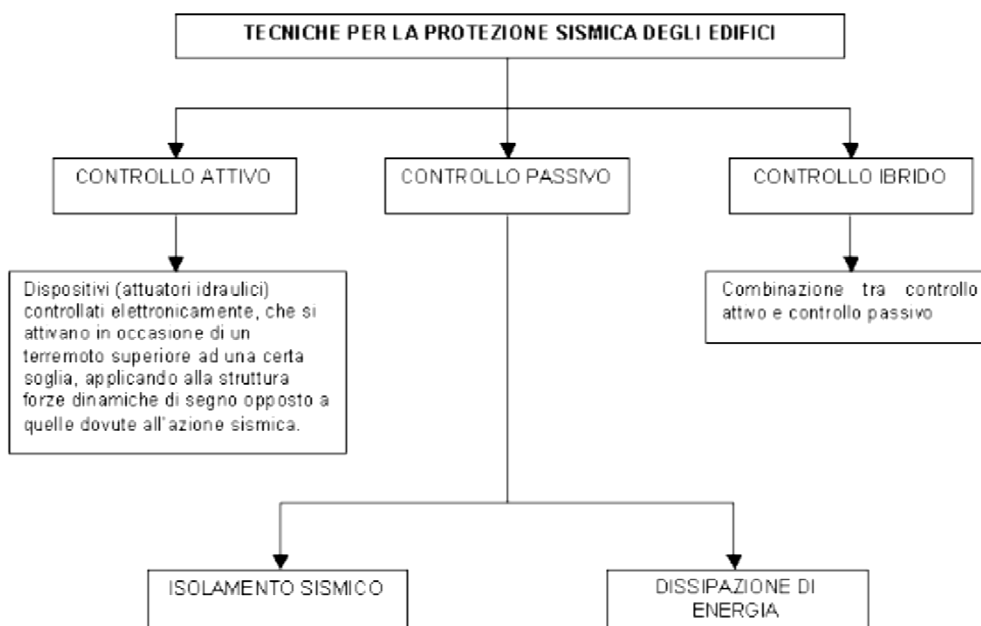 TECNICHE PER LA PROTEZIONE SISMICA DEGLI EDIFICI
CONTROLLO ATTIVO
CONTROLLO PASSIVO
CONTROLLO IBRIDO
Dispositivi (attuatori idraulici)
controllati elettronicamente, che si
attivano in occasione di un
terremoto superiore ad una certa
soglia, applicando alla struttura
forze dinamiche di segno opposto a
quelle dovute all'azione sismica.
Combinazione tra controllo
attivo e controllo passivo
ISOLAMENTO SISMICO
DISSIPAZIONE DI
ENERGIA